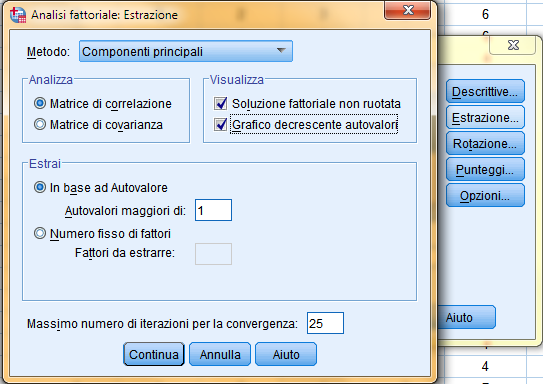 Analisi fattoriale: Estrazione
Metodo: Componenti principali
Analizza
Matrice di correlazione
Matrice di covarianza
Visualizza
Soluzione fattoriale non ruotata
Grafico decrescente autovalori
Estrai
In base ad Autovalore
Autovalori maggiori di: 1
Numero fisso di fattori
Fattori da estrarre:
Massimo numero di iterazioni per la convergenza: 25
Continua Annulla Aiuto
6
Descrittive...
Estrazione...
Rotazione...
Punteggi...
Opzioni...
Aiuto
4